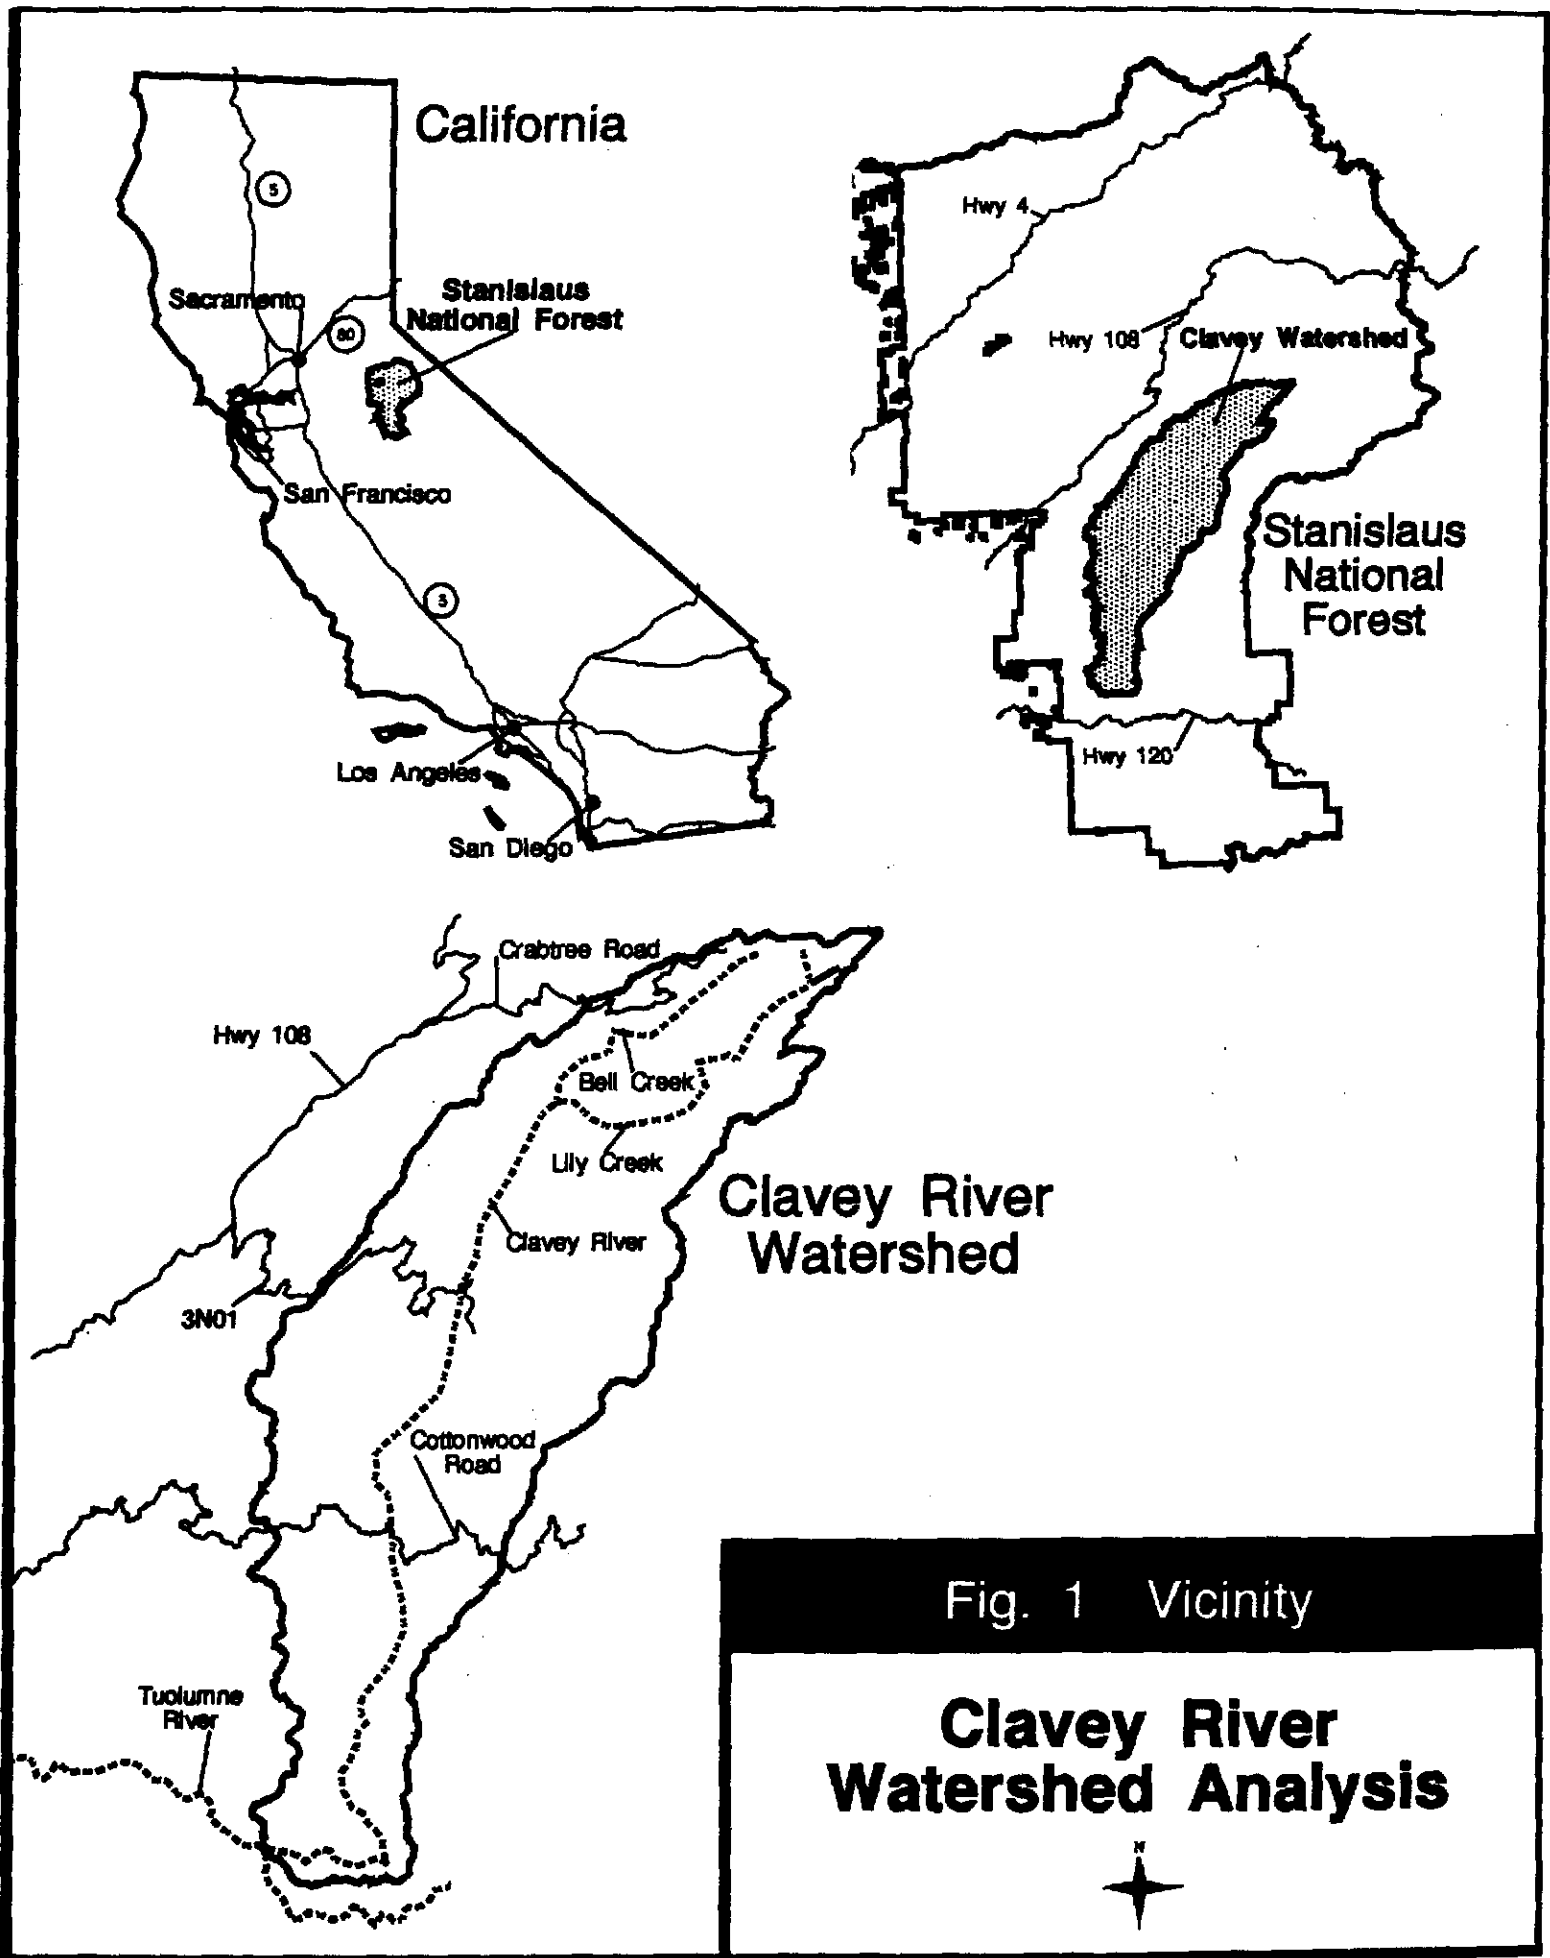 California
5
Sacramento
80
Stanislaus
National Forest
San Francisco
5
Los Angeles
San Diego
Hwy 4
Hwy 108
Clavey Watershed
Stanislaus
National
Forest
Hwy 120
Crabtree Road
Hwy 108
Bell Creek
Lily Creek
Clavey River
Clavey River
Watershed
3N01
Cottonwood
Road
Tuolumne
River
Fig. 1 Vicinity
Clavey River
Watershed Analysis
N